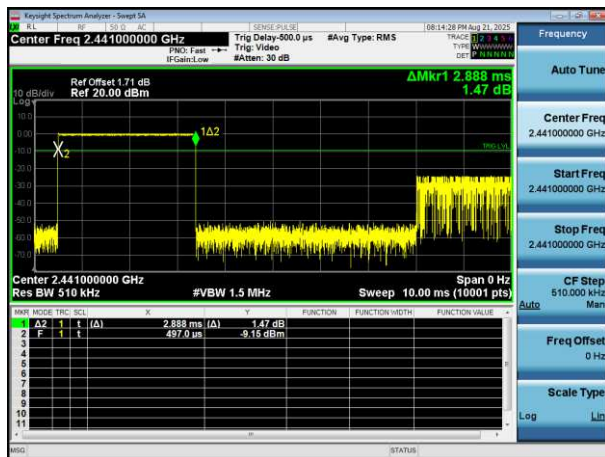 Keysight Spectrum Analyzer - Swept SA
RL RF 50 Ω AC SENSE:PULSE 08:14:28 PM Aug 21, 2025
Center Freq 2.441000000 GHz Trig Delay-500.0 µs #Avg Type: RMS TRACE 1 2 3 4 5 6
PNO: Fast Trig: Video TYPE WWWWWW
IFGain:Low #Atten: 30 dB DET P N N N N N
Ref Offset 1.71 dB ΔMkr1 2.888 ms
10 dB/div Ref 20.00 dBm 1.47 dB
Log
10.0
0.00
1Δ2
2
-10.0
TRIG LVL
-20.0
-30.0
-40.0
-50.0
-60.0
-70.0
Center 2.441000000 GHz Span 0 Hz
Res BW 510 kHz #VBW 1.5 MHz Sweep 10.00 ms (10001 pts)
MKR MODE TRC SCL X Y FUNCTION FUNCTION WIDTH FUNCTION VALUE
1 Δ2 1 t (Δ) 2.888 ms (Δ) 1.47 dB
2 F 1 t 497.0 µs -9.15 dBm
3
4
5
6
7
8
9
10
11
MSG STATUS
Frequency
Auto Tune
Center Freq
2.441000000 GHz
Start Freq
2.441000000 GHz
Stop Freq
2.441000000 GHz
CF Step
510.000 kHz
Auto Man
Freq Offset
0 Hz
Scale Type
Log Lin